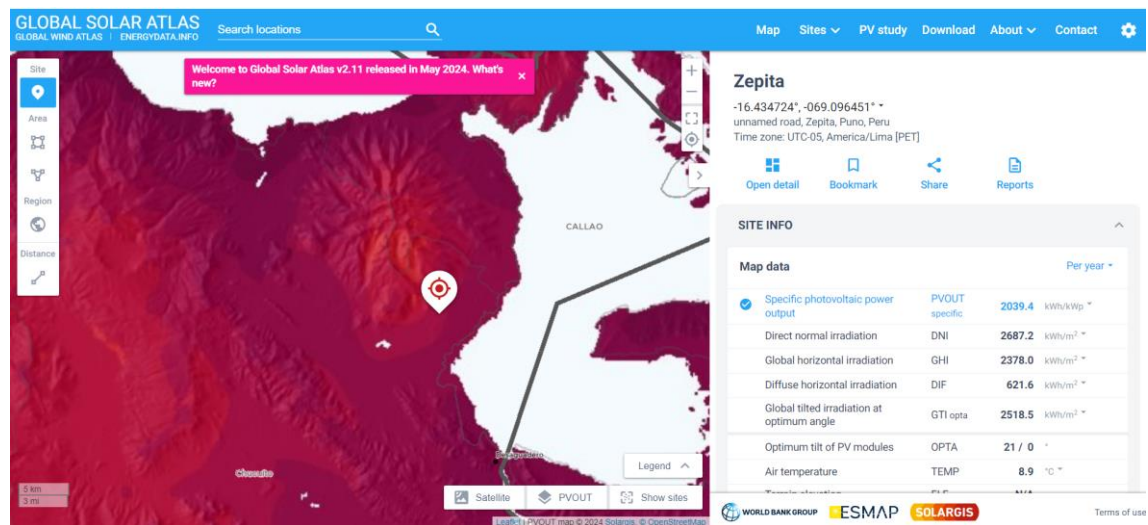 GLOBAL SOLAR ATLAS
GLOBAL WIND ATLAS | ENERGYDATA.INFO
Search locations
Map Sites PV study Download About Contact
Site
Area
Region
Distance
Welcome to Global Solar Atlas v2.11 released in May 2024. What's
new?
×
CALLAO
Chucuito
5 km
3 mi
Legend
Satellite
PVOUT
Show sites
Leaflet | PVOUT map © 2024 Solargis, © OpenStreetMap
Zepita
-16.434724°, -069.096451°
unnamed road, Zepita, Puno, Peru
Time zone: UTC-05, America/Lima [PET]
Open detail Bookmark Share Reports
SITE INFO
Map data Per year
Specific photovoltaic power
output PVOUT
specific 2039.4 kWh/kWp
Direct normal irradiation DNI 2687.2 kWh/m²
Global horizontal irradiation GHI 2378.0 kWh/m²
Diffuse horizontal irradiation DIF 621.6 kWh/m²
Global tilted irradiation at
optimum angle GTI opta 2518.5 kWh/m²
Optimum tilt of PV modules OPTA 21 / 0 °
Air temperature TEMP 8.9 °C
WORLD BANK GROUP ESMAP SOLARGIS Terms of use